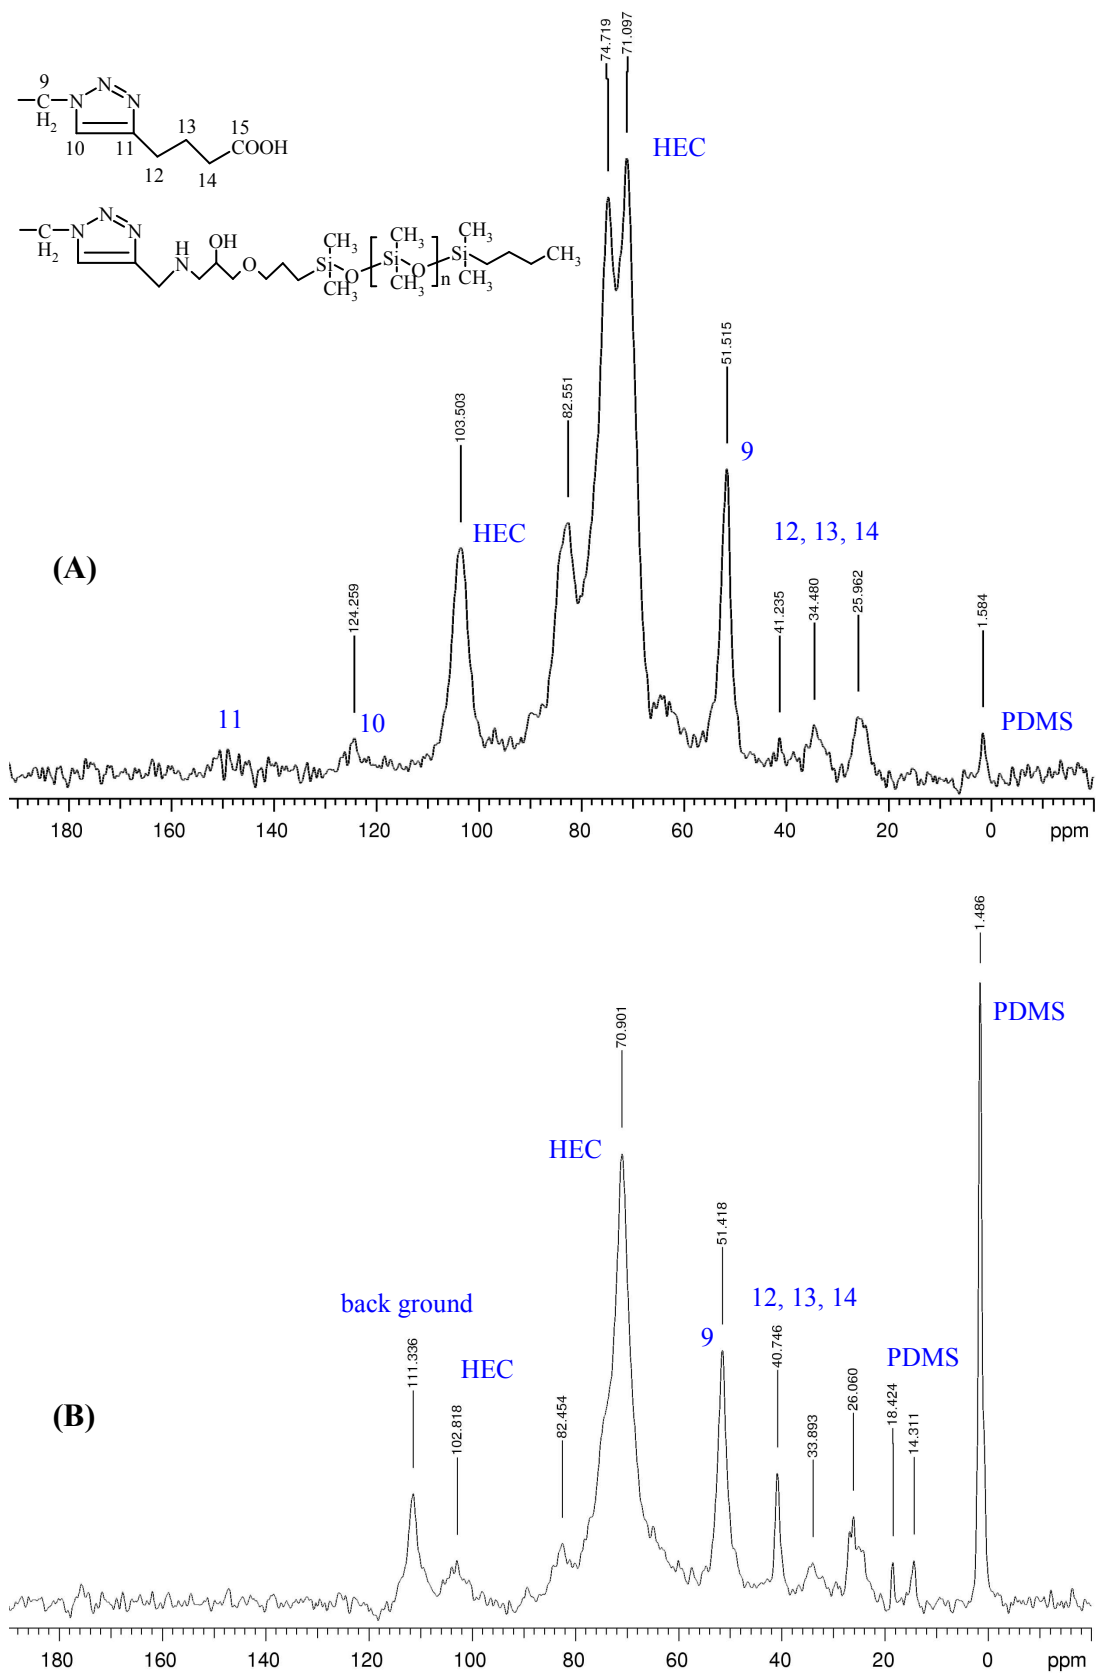 74.719
71.097
9
N
N
C
H2
N
N
13
15
10
11
COOH
12
14
HEC
N
N
C
H2
N
N
H
N
OH
O
CH3
Si
CH3
O
CH3
Si
CH3
O
n
CH3
Si
CH3
CH3
51.515
82.551
103.503
9
HEC
12, 13, 14
(A)
124.259
41.235
34.480
25.962
1.584
11
10
PDMS
180 160 140 120 100 80 60 40 20 0 ppm
1.486
PDMS
70.901
HEC
51.418
back ground
12, 13, 14
9
111.336
HEC
40.746
PDMS
(B)
102.818
82.454
33.893
26.060
18.424
14.311
180 160 140 120 100 80 60 40 20 0 ppm